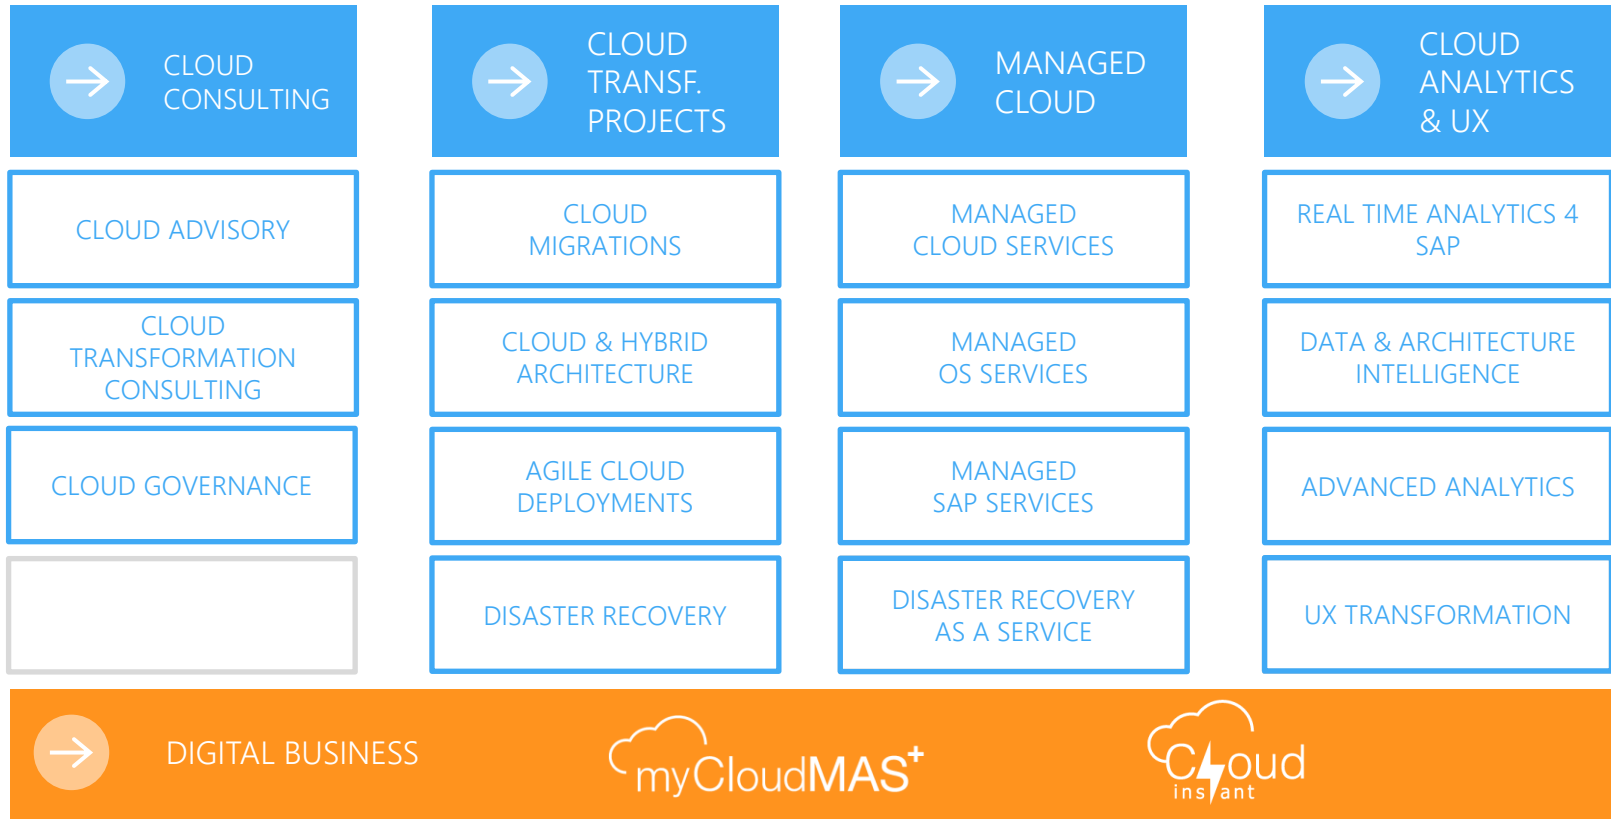 CLOUD
CONSULTING
CLOUD
TRANSF.
PROJECTS
MANAGED
CLOUD
CLOUD
ANALYTICS
& UX
CLOUD ADVISORY
CLOUD
MIGRATIONS
MANAGED
CLOUD SERVICES
REAL TIME ANALYTICS 4
SAP
CLOUD
TRANSFORMATION
CONSULTING
CLOUD & HYBRID
ARCHITECTURE
MANAGED
OS SERVICES
DATA & ARCHITECTURE
INTELLIGENCE
CLOUD GOVERNANCE
AGILE CLOUD
DEPLOYMENTS
MANAGED
SAP SERVICES
ADVANCED ANALYTICS
DISASTER RECOVERY
DISASTER RECOVERY
AS A SERVICE
UX TRANSFORMATION
DIGITAL BUSINESS
myCloudMAS+
Cloud
instant